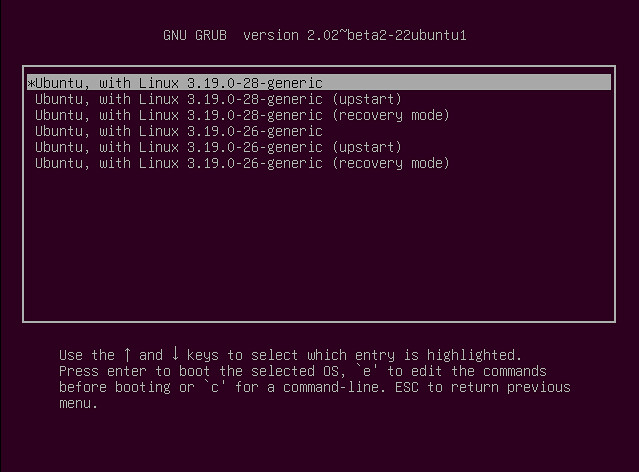 GNU GRUB  version 2.02~beta2-22ubuntu1
*Ubuntu, with Linux 3.19.0-28-generic
Ubuntu, with Linux 3.19.0-28-generic (upstart)
Ubuntu, with Linux 3.19.0-28-generic (recovery mode)
Ubuntu, with Linux 3.19.0-26-generic
Ubuntu, with Linux 3.19.0-26-generic (upstart)
Ubuntu, with Linux 3.19.0-26-generic (recovery mode)
Use the ↑ and ↓ keys to select which entry is highlighted.
Press enter to boot the selected OS, `e' to edit the commands
before booting or `c' for a command-line. ESC to return previous
menu.